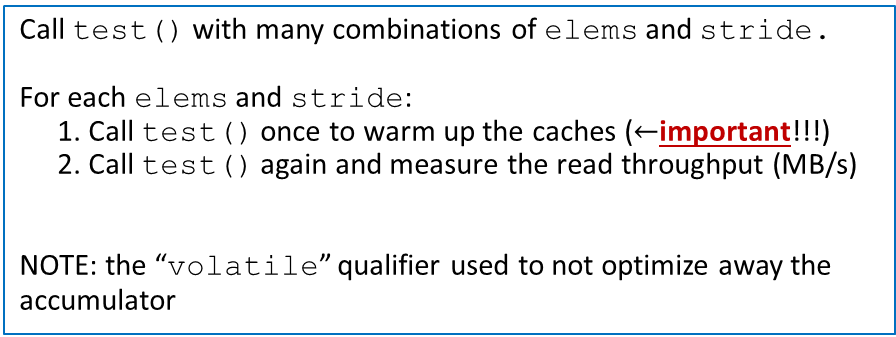 Call test() with many combinations of elems and stride.
For each elems and stride:
1. Call test() once to warm up the caches (←important!!!)
2. Call test() again and measure the read throughput (MB/s)
NOTE: the “volatile” qualifier used to not optimize away the
accumulator